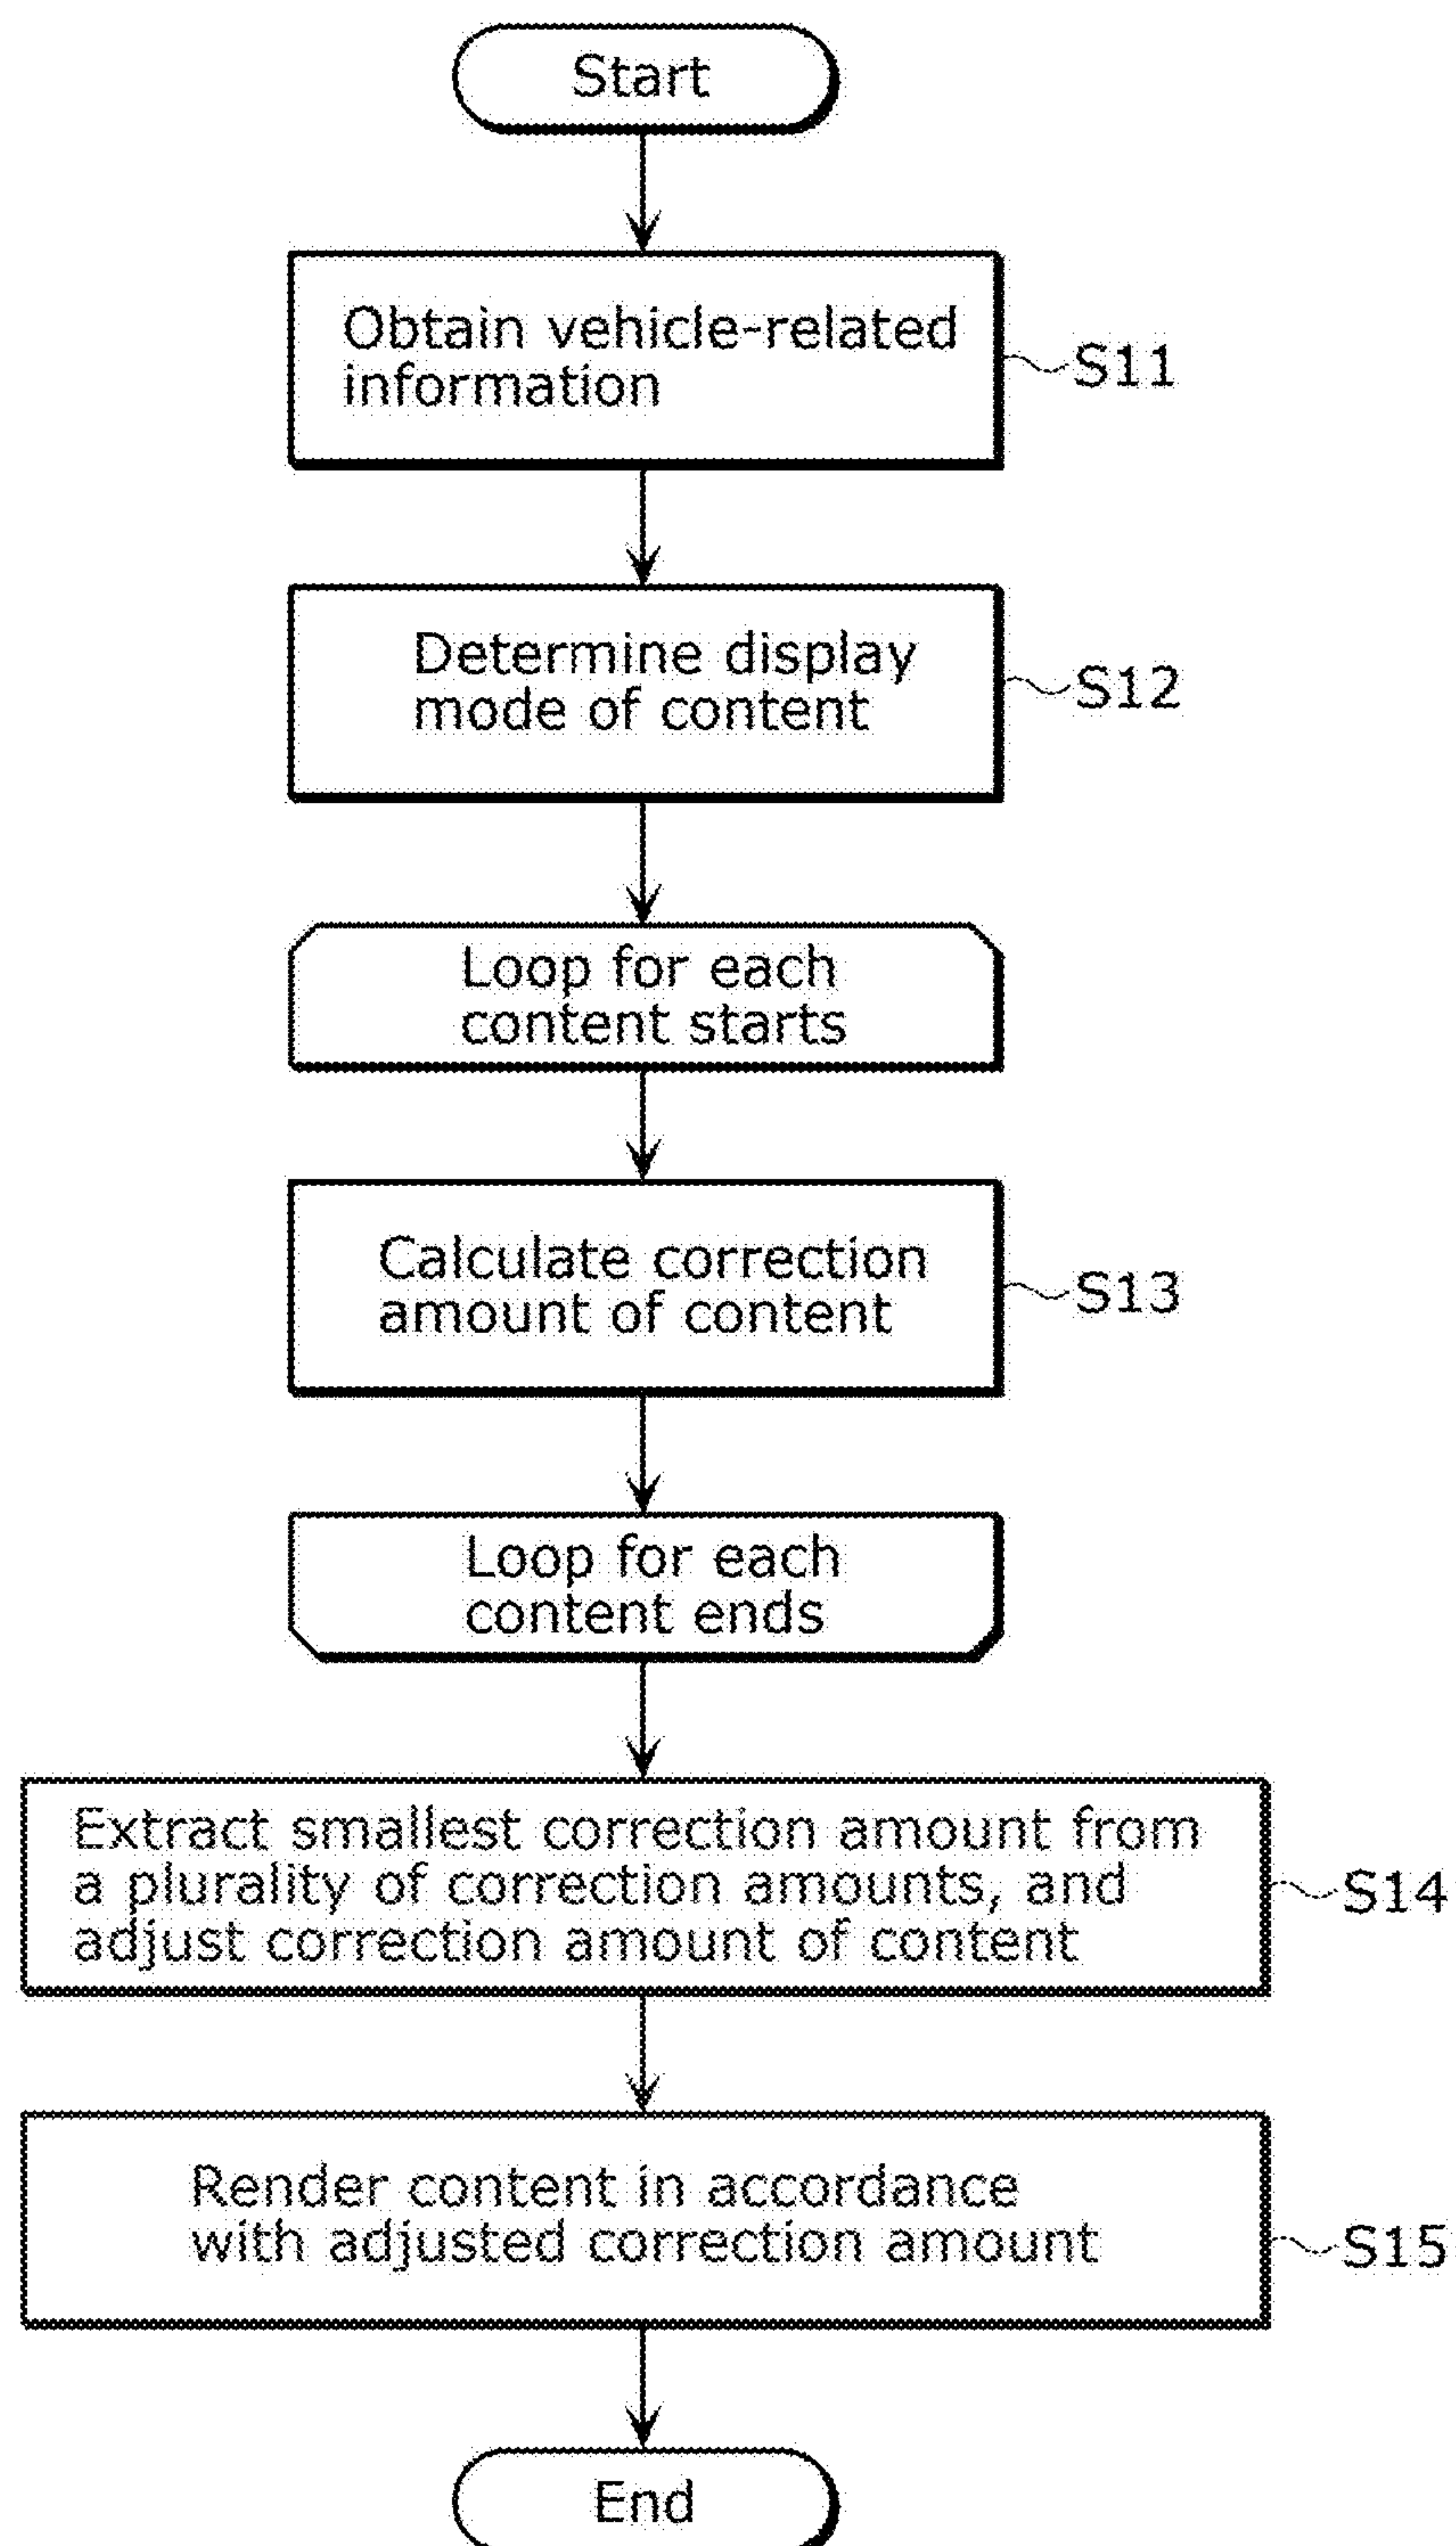 Start
Obtain vehicle-related
information
S11
Determine display
mode of content
S12
Loop for each
content starts
Calculate correction
amount of content
S13
Loop for each
content ends
Extract smallest correction amount from
a plurality of correction amounts, and
adjust correction amount of content
S14
Render content in accordance
with adjusted correction amount
S15
End